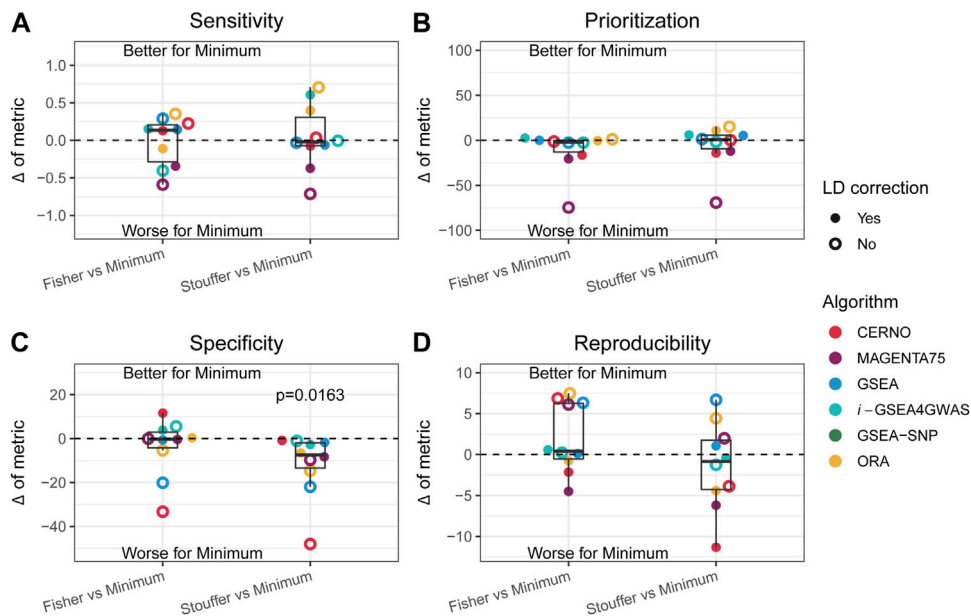 A
Sensitivity
Better for Minimum
1.0
0.5
0.0
−0.5
−1.0
Δ of metric
Worse for Minimum
Fisher vs Minimum
Stouffer vs Minimum
B
Prioritization
Better for Minimum
100
50
0
−50
−100
Δ of metric
Worse for Minimum
Fisher vs Minimum
Stouffer vs Minimum
C
Specificity
Better for Minimum
p=0.0163
20
0
−20
−40
Δ of metric
Worse for Minimum
Fisher vs Minimum
Stouffer vs Minimum
D
Reproducibility
Better for Minimum
10
5
0
−5
−10
Δ of metric
Worse for Minimum
Fisher vs Minimum
Stouffer vs Minimum
LD correction
Yes
No
Algorithm
CERNO
MAGENTA75
GSEA
i−GSEA4GWAS
GSEA−SNP
ORA